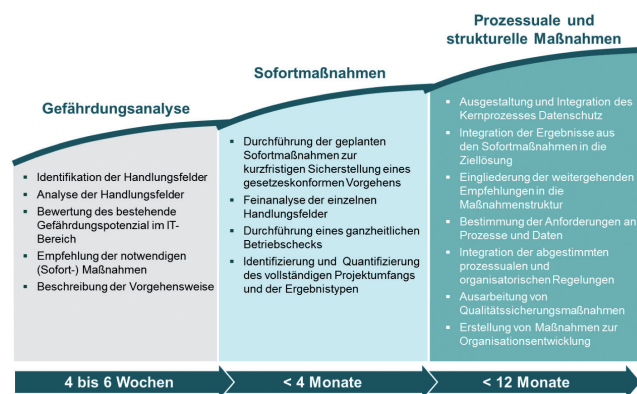 Gefährdungsanalyse
▪ Identifikation der Handlungsfelder
▪ Analyse der Handlungsfelder
▪ Bewertung des bestehende
Gefährdungspotenzial im IT-
Bereich
▪ Empfehlung der notwendigen
(Sofort-) Maßnahmen
▪ Beschreibung der Vorgehensweise
4 bis 6 Wochen
Sofortmaßnahmen
▪ Durchführung der geplanten
Sofortmaßnahmen zur
kurzfristigen Sicherstellung eines
gesetzeskonformen Vorgehens
▪ Feinanalyse der einzelnen
Handlungsfelder
▪ Durchführung eines ganzheitlichen
Betriebschecks
▪ Identifizierung und Quantifizierung
des vollständigen Projektumfangs
und der Ergebnistypen
< 4 Monate
Prozessuale und
strukturelle Maßnahmen
▪ Ausgestaltung und Integration des
Kernprozesses Datenschutz
▪ Integration der Ergebnisse aus
den Sofortmaßnahmen in die
Ziellösung
▪ Eingliederung der weitergehenden
Empfehlungen in die
Maßnahmenstruktur
▪ Bestimmung der Anforderungen an
Prozesse und Daten
▪ Integration der abgestimmten
prozessualen und
organisatorischen Regelungen
▪ Ausarbeitung von
Qualitätssicherungsmaßnahmen
▪ Erstellung von Maßnahmen zur
Organisationsentwicklung
< 12 Monate